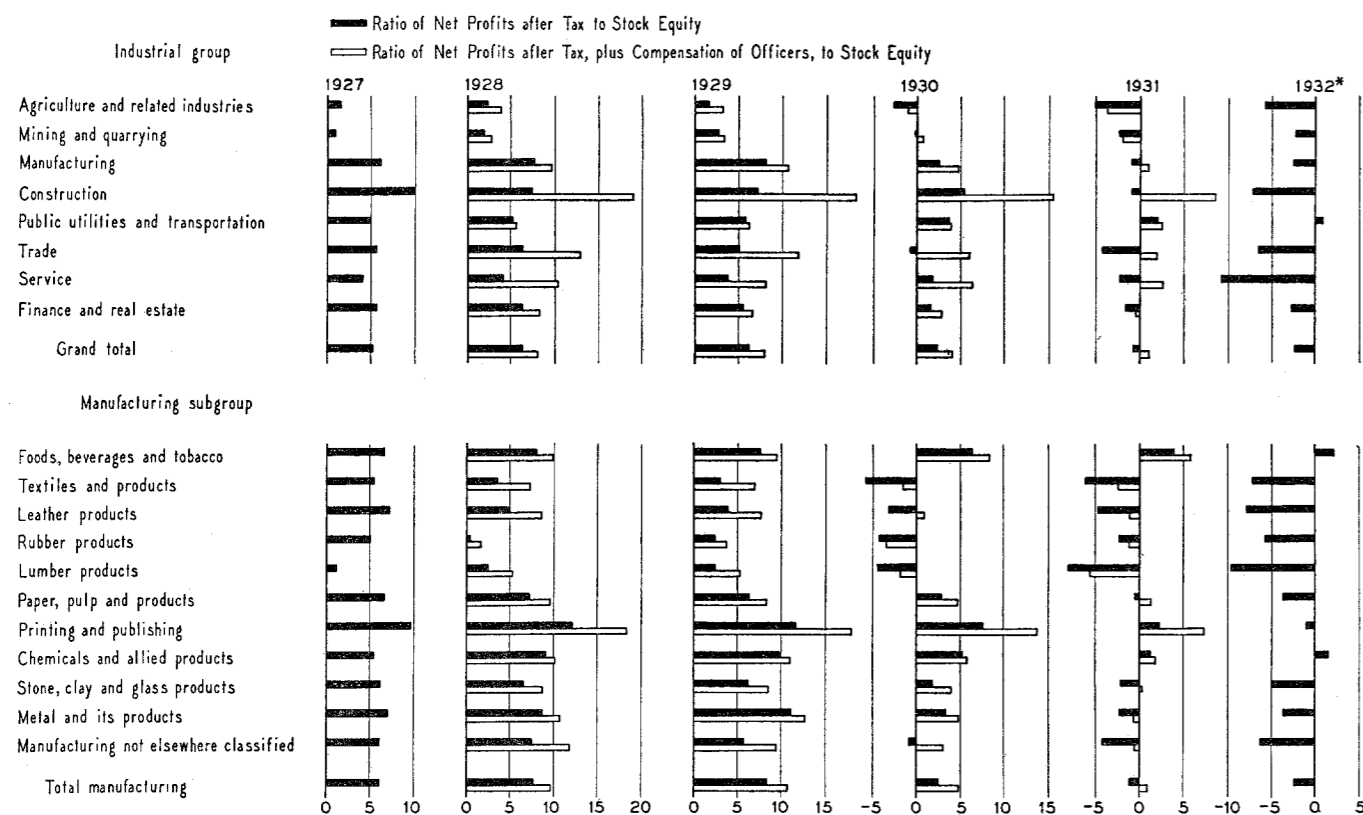 Ratio of Net Profits after Tax to Stock Equity
Industrial group
Ratio of Net Profits after Tax, plus Compensation of Officers, to Stock Equity
1927 1928 1929 1930 1931 1932*
Agriculture and related industries
Mining and quarrying
Manufacturing
Construction
Public utilities and transportation
Trade
Service
Finance and real estate
Grand total
Manufacturing subgroup
Foods, beverages and tobacco
Textiles and products
Leather products
Rubber products
Lumber products
Paper, pulp and products
Printing and publishing
Chemicals and allied products
Stone, clay and glass products
Metal and its products
Manufacturing not elsewhere classified
Total manufacturing
0 5 10 0 5 10 15 20 0 5 10 15 -5 0 5 10 15 -5 0 5 -10 -5 0 5